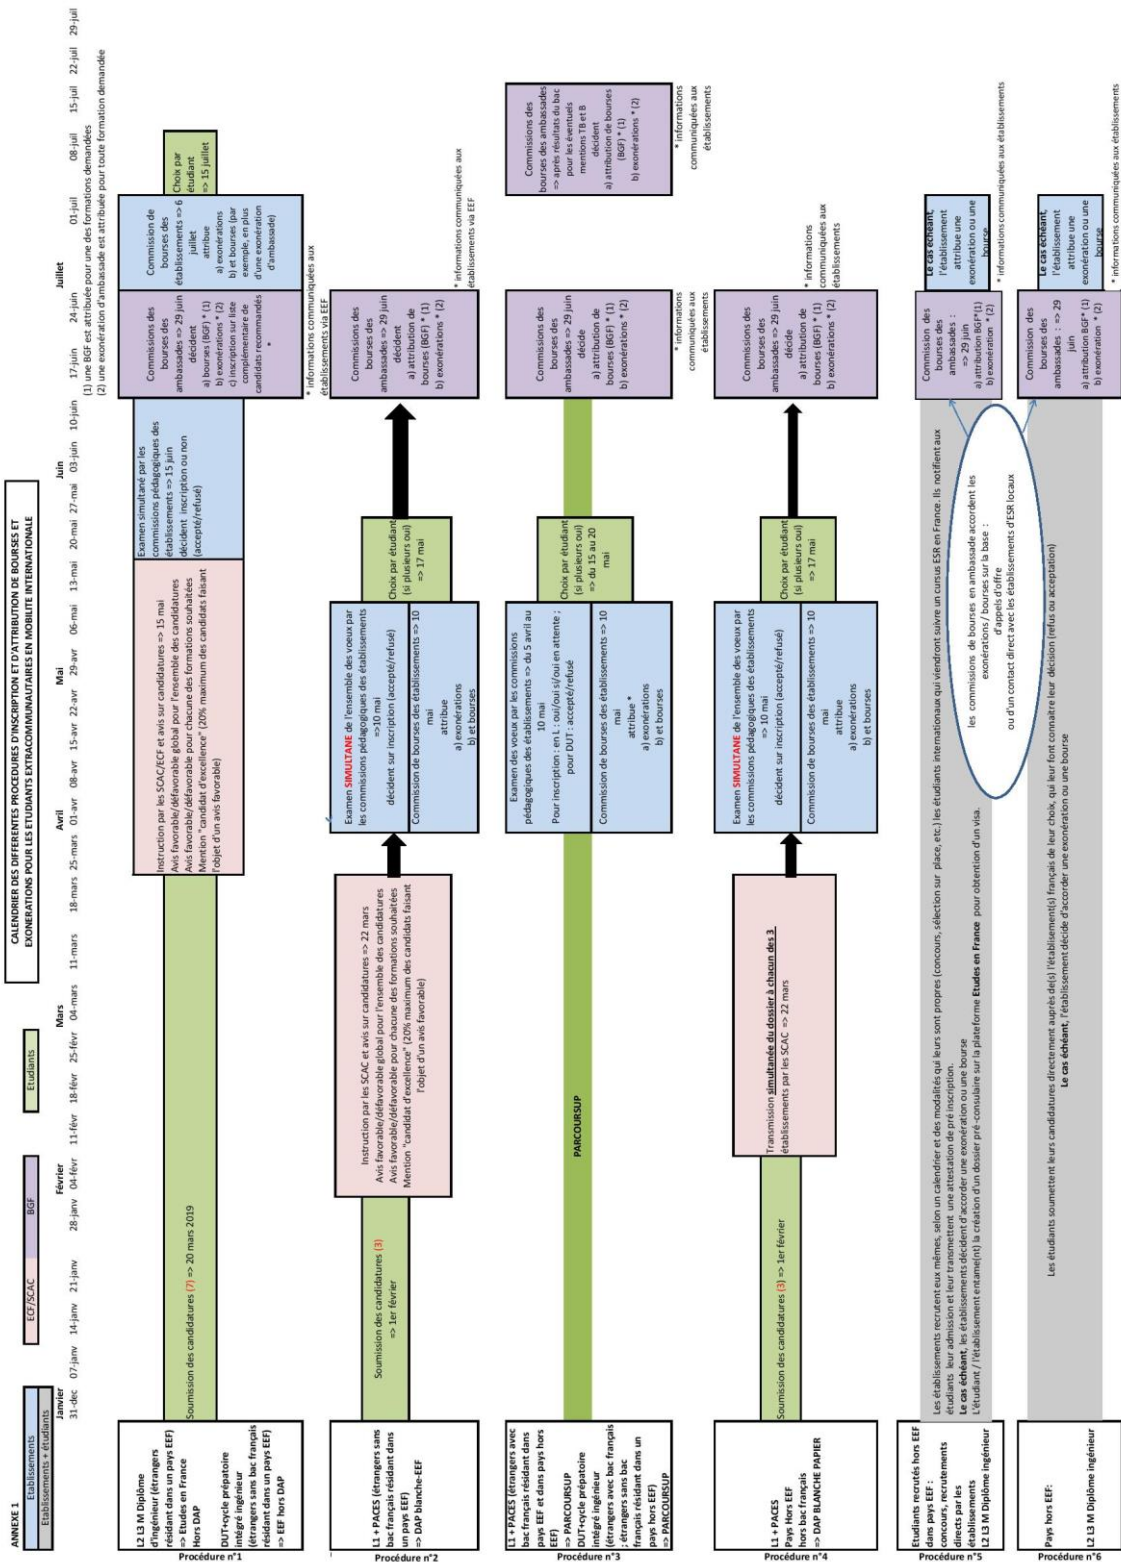 ANNEXE 1
CALENDRIER DES DIFFERENTES PROCEDURES D'INSCRIPTION ET D'ATTRIBUTION DE BOURSES ET
EXONERATIONS POUR LES ETUDIANTS EXTRACOMMUNAUTAIRES EN MOBILITE INTERNATIONALE
Etablissements
Etablissements + étudiants
ECF/SCAC
BGF
Etudiants
(1) une BGF est attribuée pour une des formations demandées
(2) une exonération d'ambassade est attribuée pour toute formation demandée
Janvier
Février
Mars
Avril
Mai
Juin
Juillet
31-dec 07-janv 14-janv 21-janv 28-janv 04-févr 11-févr 18-févr 25-févr 04-mars 11-mars 18-mars 25-mars 01-avr 08-avr 15-avr 22-avr 29-avr 06-mai 13-mai 20-mai 27-mai 03-juin 10-juin 17-juin 24-juin 01-juil 08-juil 15-juil 22-juil 29-juil
Procédure n°1
L2 L3 M Diplôme
d'ingénieur (étrangers
résidant dans un pays EEF)
=> Etudes en France
Hors DAP
DUT+cycle prépatoire
intégré ingénieur
(étrangers sans bac français
résidant dans un pays EEF)
=> EEF hors DAP
Soumission des candidatures (7) => 20 mars 2019
Instruction par les SCAC/ECF et avis sur candidatures => 15 mai
Avis favorable/défavorable global pour l'ensemble des candidatures
Avis favorable/défavorable pour chacune des formations souhaitées
Mention "candidat d'excellence" (20% maximum des candidats faisant
l'objet d'un avis favorable)
Examen simultané par les
commissions pédagogiques des
établissements => 15 juin
décident inscription ou non
(accepté/refusé)
Commissions des
bourses des
ambassades => 29 juin
décident
a) bourses (BGF) * (1)
b) exonérations * (2)
c) inscription sur liste
complémentaire de
candidats recommandés
*
Commission de
bourses des
établissements => 6
juillet
attribue
a) exonérations
b) et bourses (par
exemple, en plus
d'une exonération
d'ambassade)
Choix par
étudiant
=> 15 juillet
* informations communiquées aux
établissements via EEF
Procédure n°2
L1 + PACES (étrangers sans
bac français résidant dans
un pays EEF)
=> DAP blanche-EEF
Soumission des candidatures (3)
=> 1er février
Instruction par les SCAC et avis sur candidatures => 22 mars
Avis favorable/défavorable global pour l'ensemble des candidatures
Avis favorable/défavorable pour chacune des formations souhaitées
Mention "candidat d'excellence" (20% maximum des candidats faisant
l'objet d'un avis favorable)
Examen SIMULTANE de l'ensemble des voeux par
les commissions pédagogiques des établissements
=>10 mai
décident sur inscription (accepté/refusé)
Commission de bourses des établissements => 10
mai
attribue
a) exonérations
b) et bourses
Choix par étudiant
(si plusieurs oui)
=> 17 mai
Commissions des
bourses des
ambassades => 29 juin
décident
a) attribution de
bourses (BGF) * (1)
b) exonérations * (2)
* informations communiquées aux
établissements via EEF
Procédure n°3
L1 + PACES (étrangers avec
bac français résidant dans
pays EEF et dans pays hors
EEF)
=> PARCOURSUP
DUT+cycle prépatoire
intégré ingénieur
(étrangers avec bac français
; étrangers sans bac
français résidant dans un
pays hors EEF)
=> PARCOURSUP
PARCOURSUP
Examen des voeux par les commissions
pédagogiques des établissements => du 5 avril au
10 mai
Pour inscription : en L : oui/oui si/oui en attente ;
pour DUT : accepté/refusé
Commission de bourses des établissements => 10
mai
attribue *
a) exonérations
b) et bourses
Choix par étudiant
(si plusieurs oui)
=> du 15 au 20
mai
Commissions des
bourses des
ambassades => 29 juin
décide
a) attribution de
bourses (BGF) * (1)
b) exonérations * (2)
* informations
communiquées aux
établissements
Commissions des
bourses des ambassades
=> après résultats du bac
pour les éventuels
mentions TB et B
décident
a) attribution de bourses
(BGF) * (1)
b) exonérations * (2)
* informations
communiquées aux
établissements
Procédure n°4
L1 + PACES
Pays Hors EEF
hors bac français
=> DAP BLANCHE PAPIER
Soumission des candidatures (3) => 1er février
Transmission simultanée du dossier à chacun des 3
établissements par les SCAC => 22 mars
Examen SIMULTANE de l'ensemble des voeux par
les commissions pédagogiques des établissements
=> 10 mai
décident sur inscription (accepté/refusé)
Commission de bourses des établissements => 10
mai
attribue
a) exonérations
b) et bourses
Choix par étudiant
(si plusieurs oui)
=> 17 mai
Commissions des
bourses des
ambassades => 29 juin
décide
a) attribution de
bourses (BGF) * (1)
b) exonérations * (2)
* informations
communiquées aux
établissements
Procédure n°5
Etudiants recrutés hors EEF
dans pays EEF :
concours, recrutements
directs par les
établissements
L2 L3 M Diplôme ingénieur
Les établissements recrutent eux mêmes, selon un calendrier et des modalités qui leurs sont propres (concours, sélection sur place, etc.) les étudiants internationaux qui viendront suivre un cursus ESR en France. Ils notifient aux
étudiants leur admission et leur transmettent une attestation de pré inscription.
Le cas échéant, les établissements décident d'accorder une exonération ou une bourse
L'étudiant / l'établissement entame(nt) la création d'un dossier pré-consulaire sur la plateforme Etudes en France pour obtention d'un visa.
les commissions de bourses en ambassade accordent les
exonérations / bourses sur la base :
d'appels d'offre
ou d'un contact direct avec les établissements d'ESR locaux
Commission des
bourses des
ambassades :
=> 29 juin
a) attribution BGF*(1)
b) exonération * (2)
Le cas échéant,
l'établissement
attribue une
exonération ou une
bourse
* informations communiquées aux établissements
Procédure n°6
Pays hors EEF:
L2 L3 M Diplôme ingénieur
Les étudiants soumettent leurs candidatures directement auprès de(s) l'établisement(s) français de leur choix, qui leur font connaitre leur décision (refus ou acceptation)
Le cas échéant, l'établissement décide d'accorder une exonération ou une bourse
Commission des
bourses des
ambassades : => 29
juin
a) attribution BGF* (1)
b) exonération * (2)
Le cas échéant,
l'établissement
attribue une
exonération ou une
bourse
* informations communiquées aux établissements